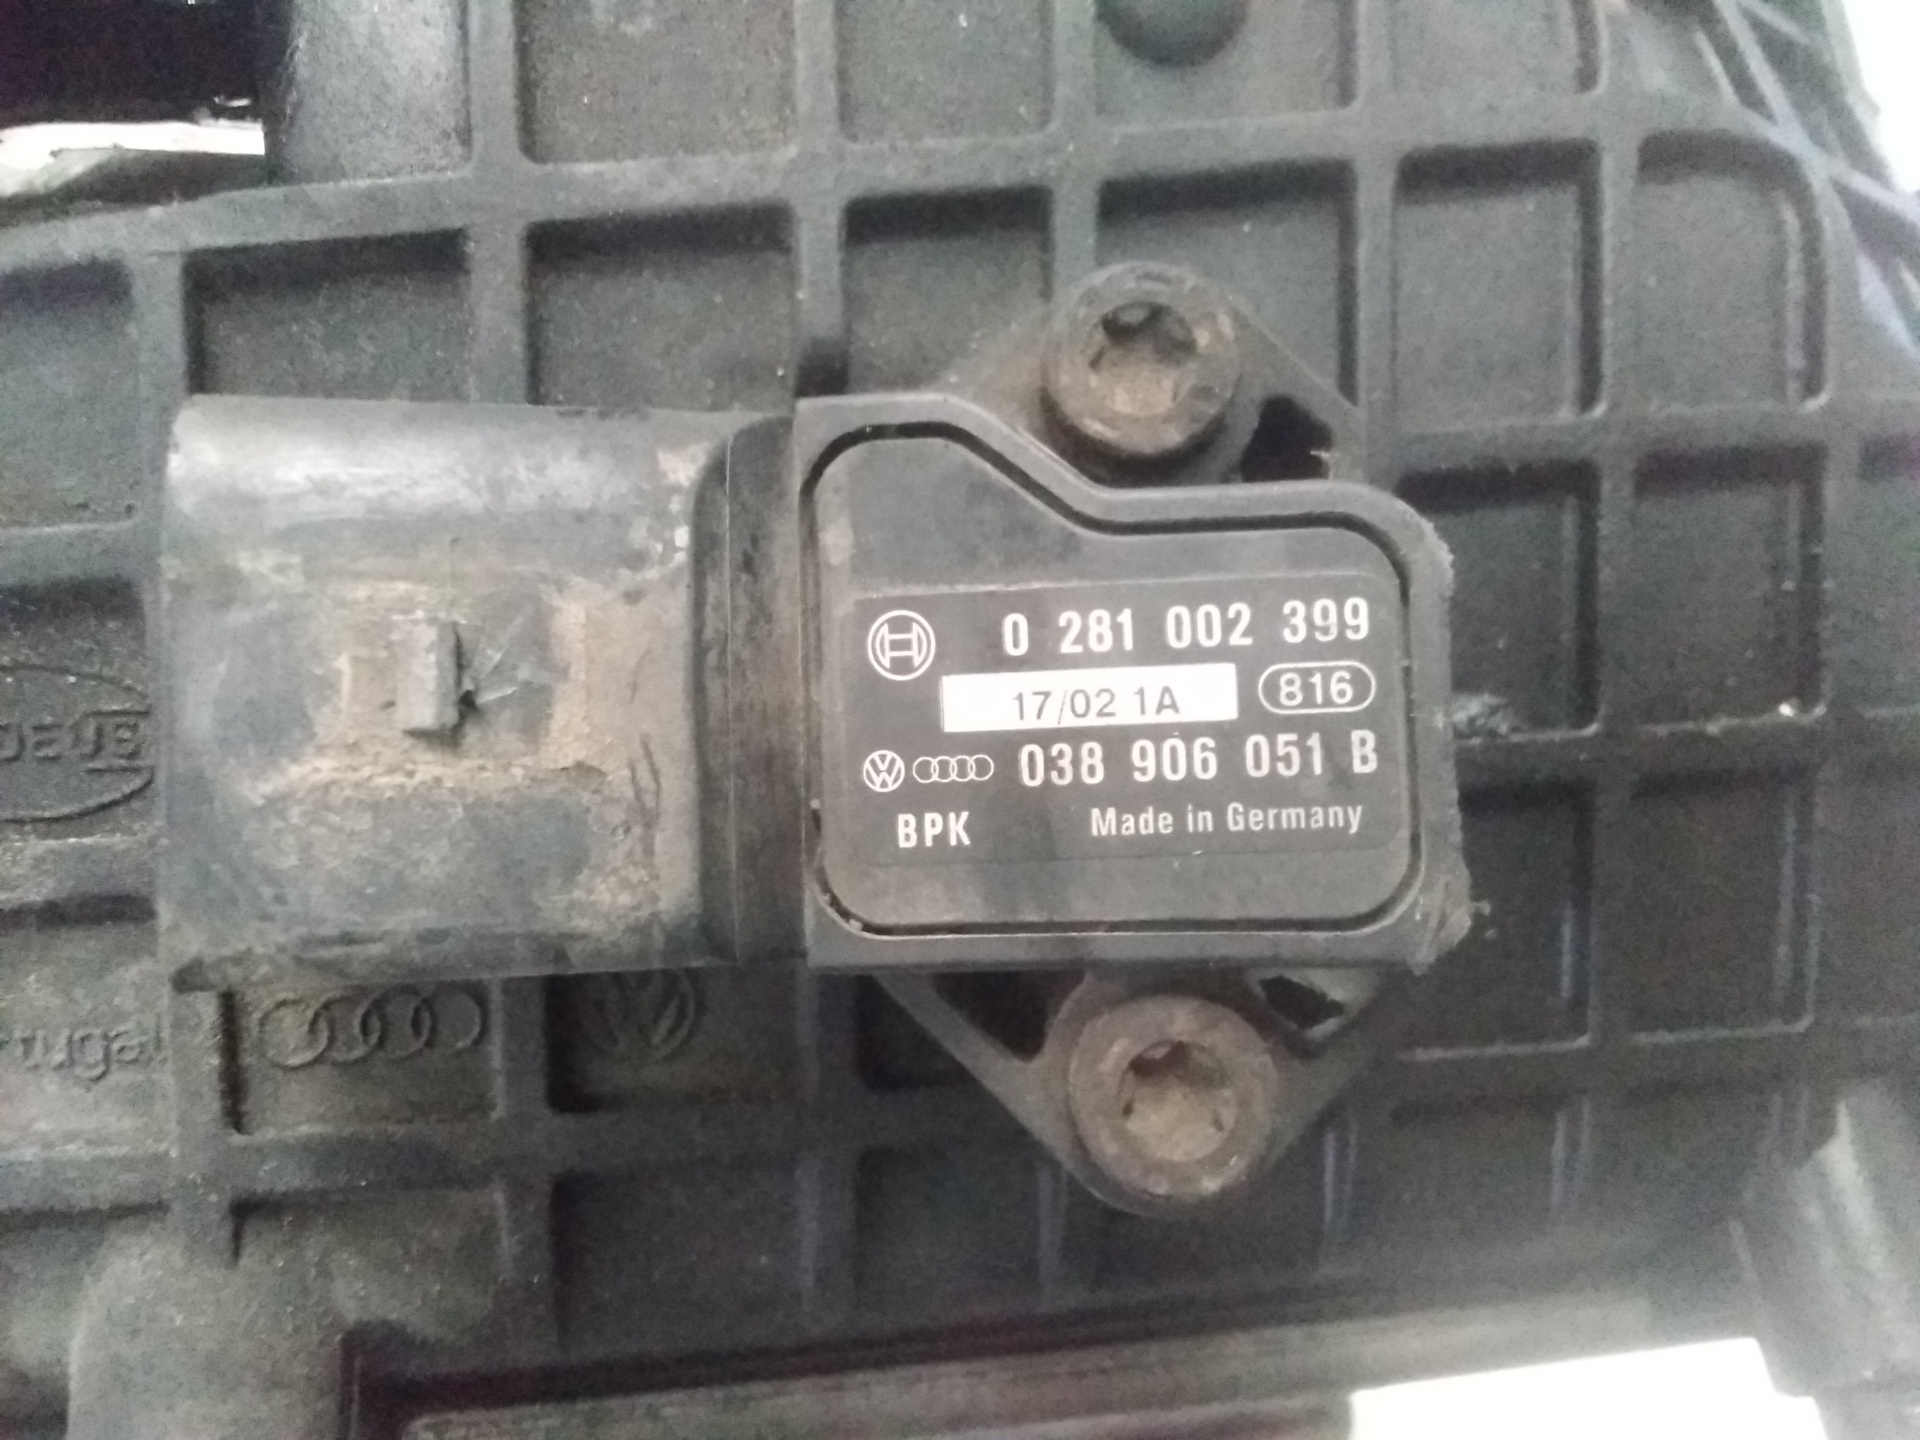 0 281 002 399
17/02 1A 816
038 906 051 B
BPK Made in Germany